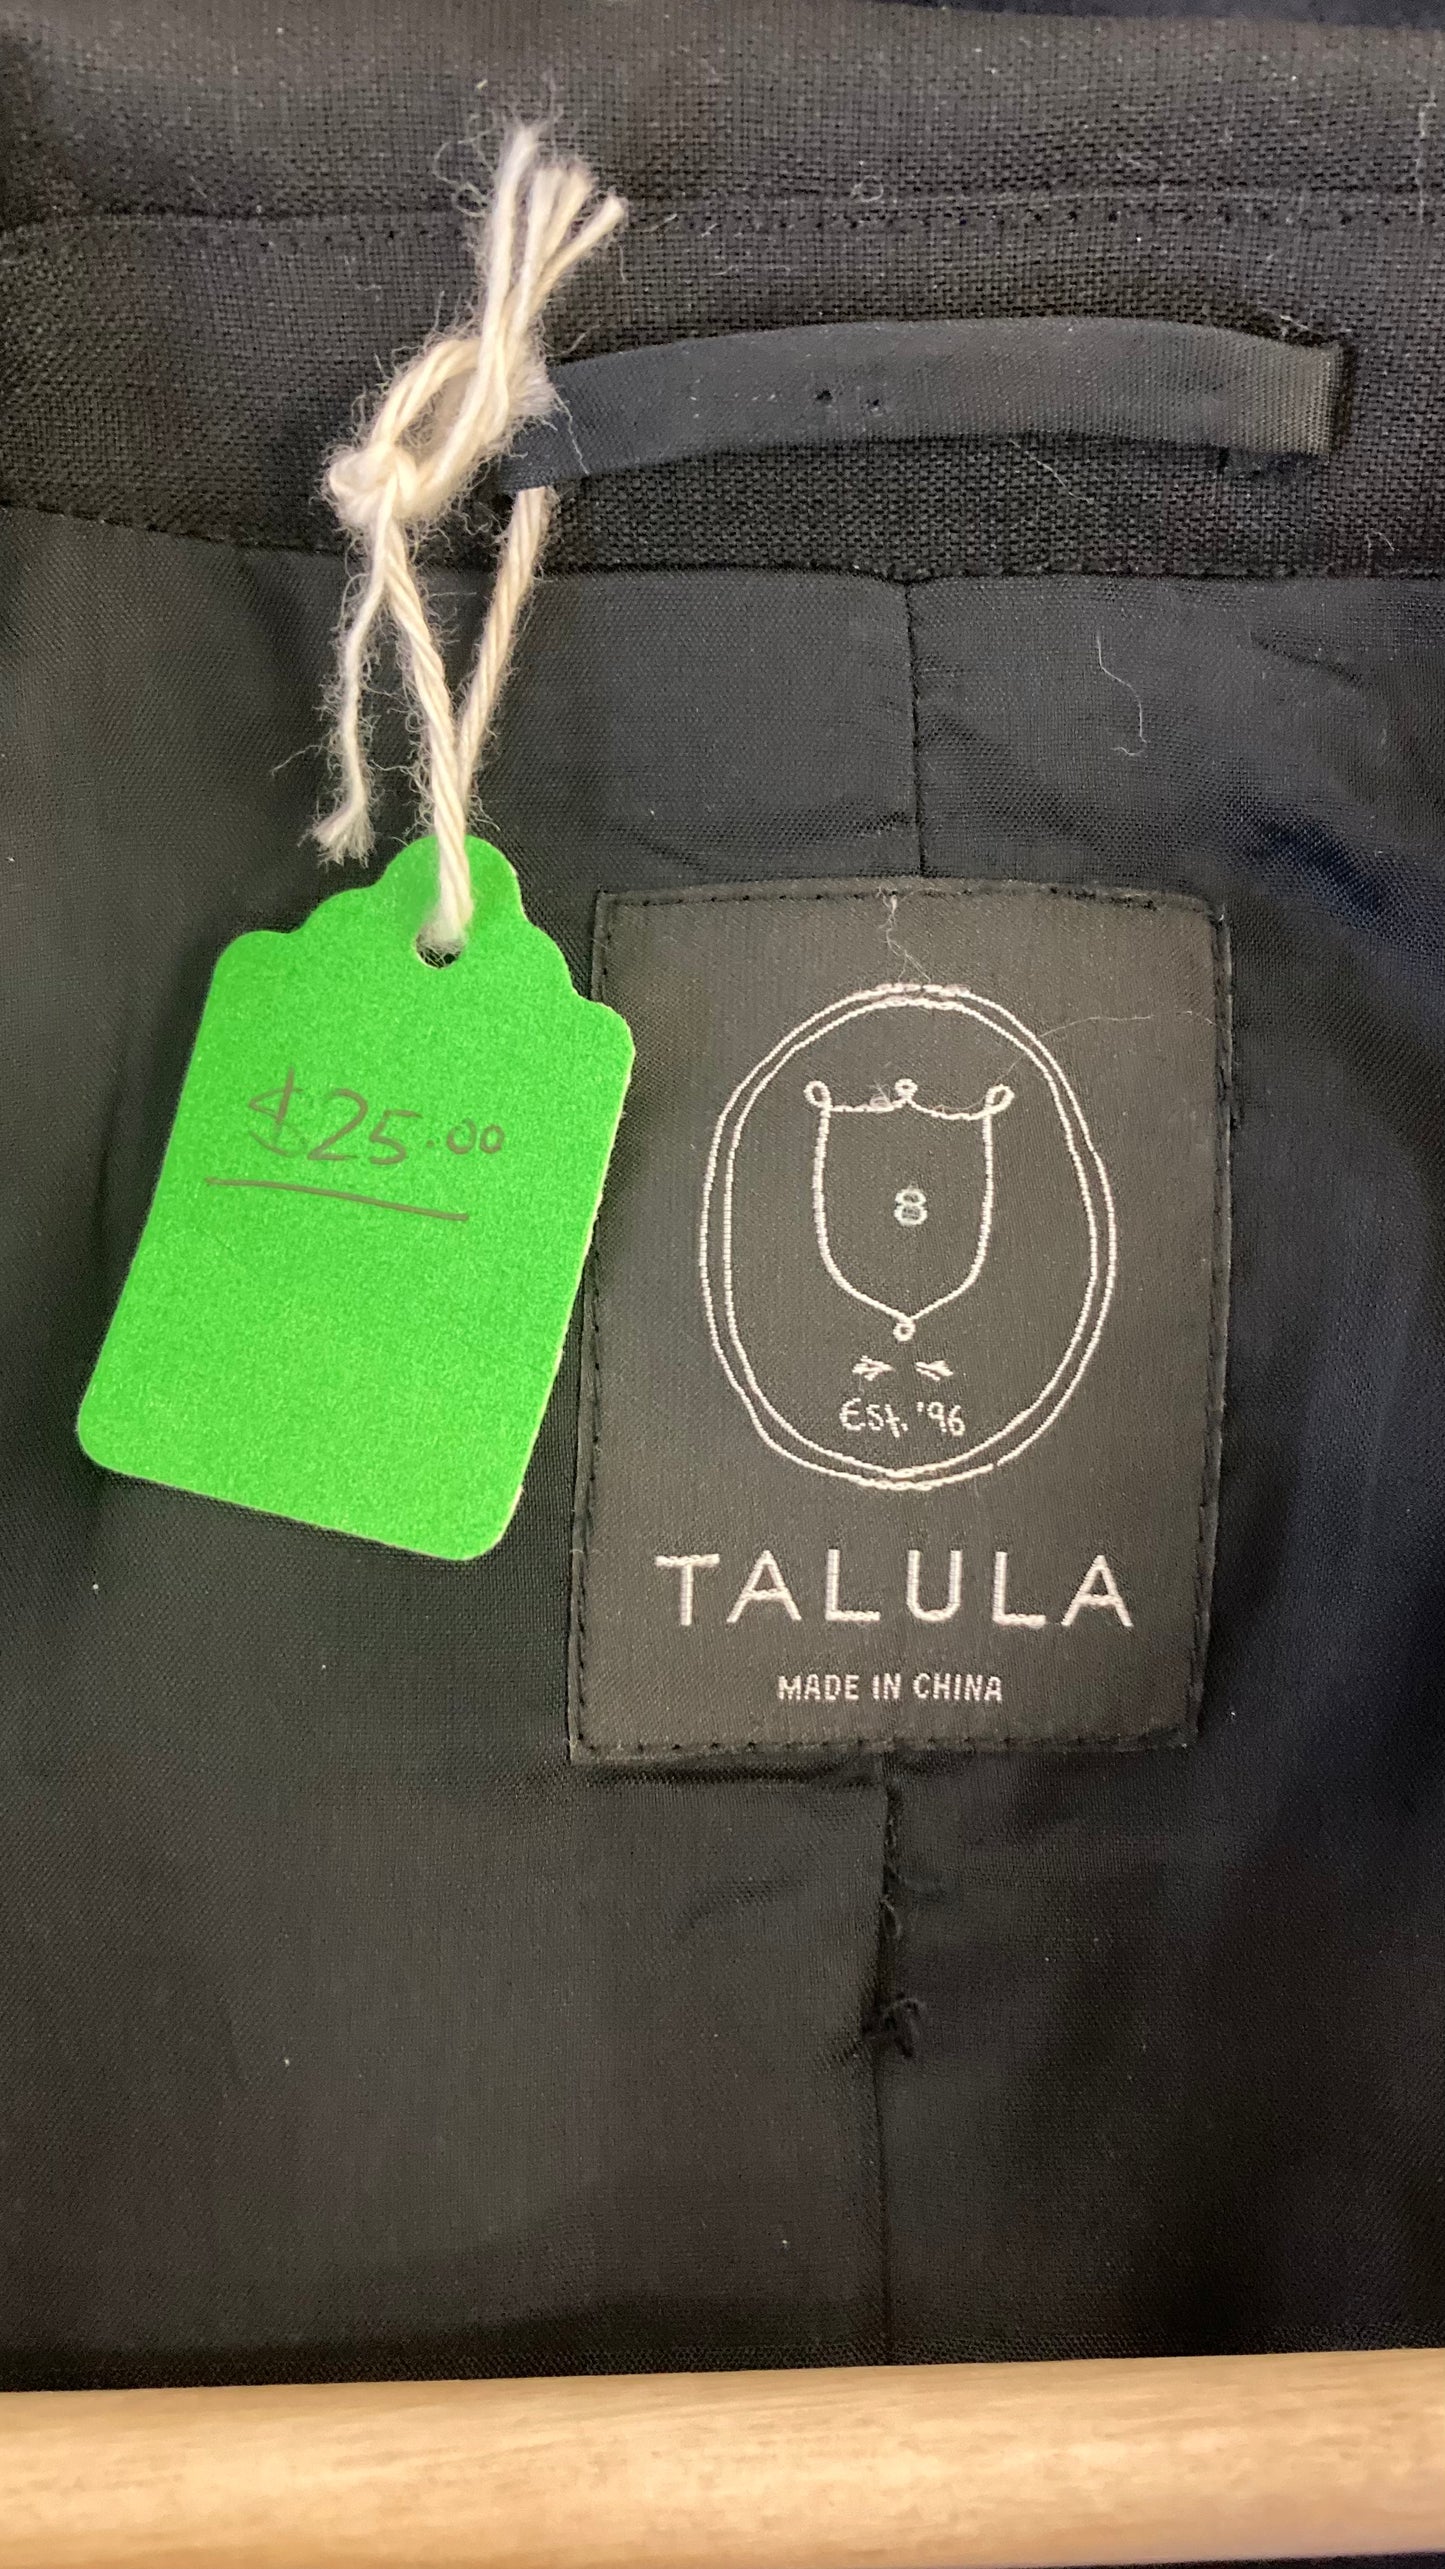 $25.00
8
Est. '96
TALULA
MADE IN CHINA